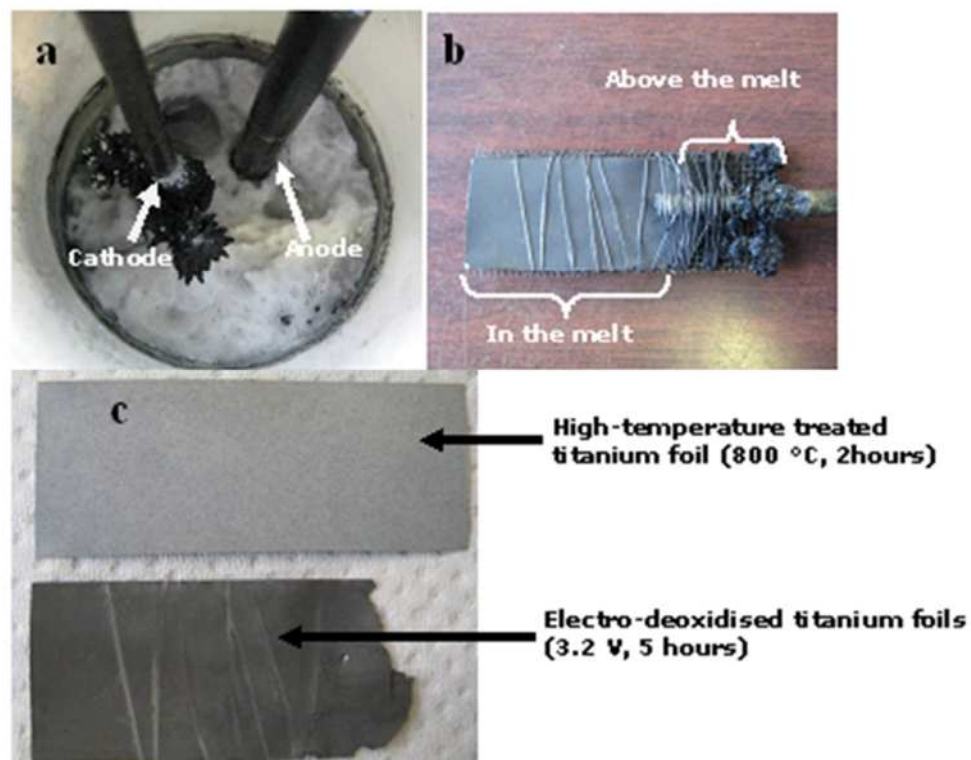 a
Cathode
Anode
b
Above the melt
In the melt
c
High-temperature treated
titanium foil (800 °C, 2hours)
Electro-deoxidised titanium foils
(3.2 V, 5 hours)